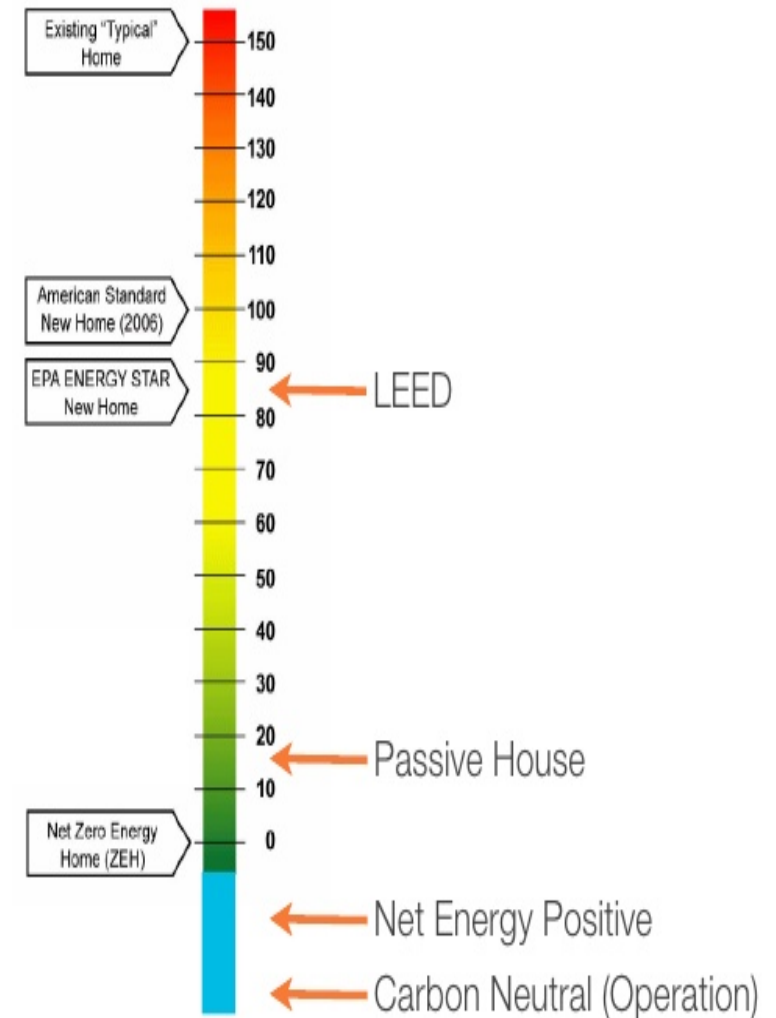 Existing “Typical”
Home
150
140
130
120
110
American Standard
New Home (2006)
100
90
EPA ENERGY STAR
New Home
LEED
80
70
60
50
40
30
20
Passive House
10
Net Zero Energy
Home (ZEH)
0
Net Energy Positive
Carbon Neutral (Operation)